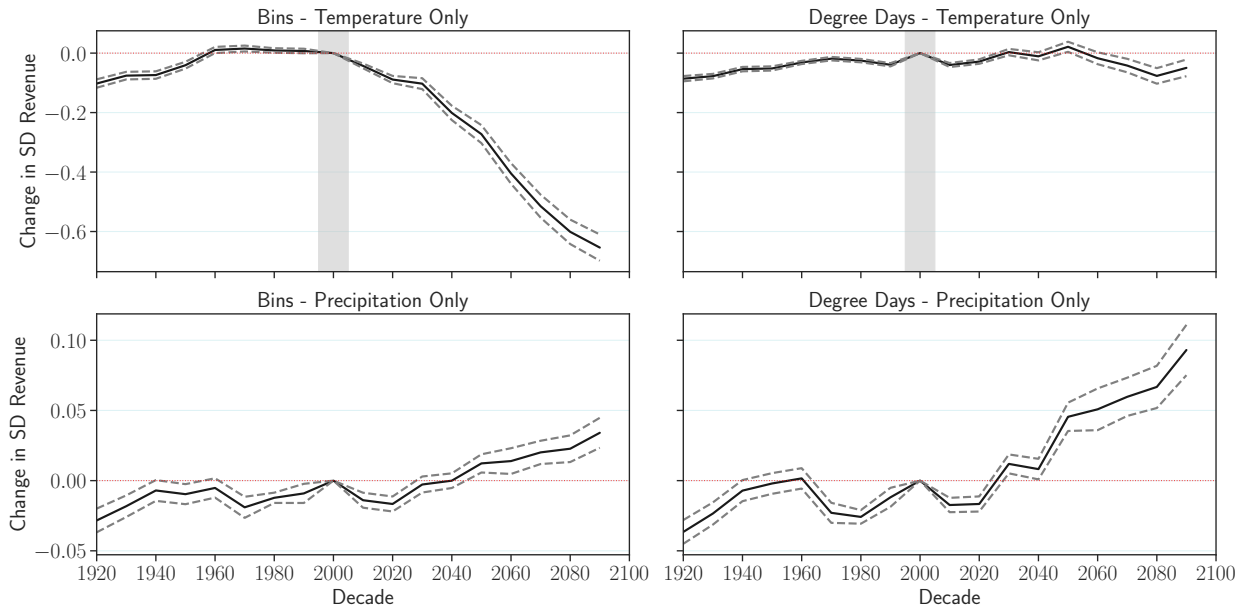 Bins - Temperature Only
Degree Days - Temperature Only
Change in SD Revenue
0.0
−0.2
−0.4
−0.6
Bins - Precipitation Only
Degree Days - Precipitation Only
Change in SD Revenue
0.10
0.05
0.00
−0.05
1920 1940 1960 1980 2000 2020 2040 2060 2080 2100
1920 1940 1960 1980 2000 2020 2040 2060 2080 2100
Decade
Decade